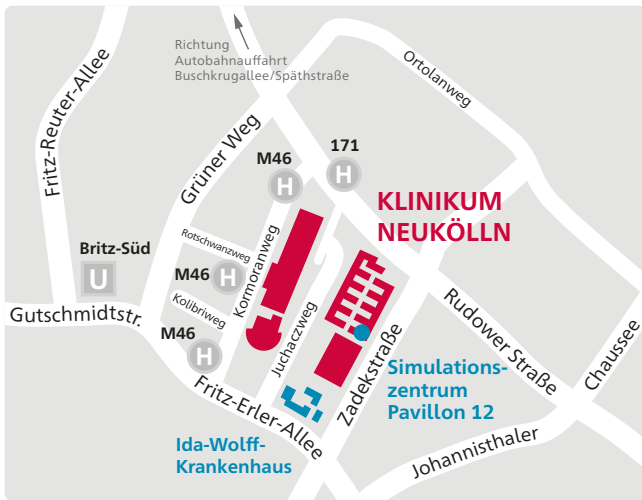 Richtung
Autobahnauffahrt
Buschkrugallee/Späthstraße
Ortolanweg
Fritz-Reuter-Allee
Grüner Weg
171
H
M46
H
KLINIKUM
NEUKÖLLN
Rotschwanzweg
Kormoranweg
Britz-Süd
U
M46
H
Kolibriweg
Gutschmidtstr.
M46
H
Juchaczweg
Zadekstraße
Rudower Straße
Chaussee
Simulations-
zentrum
Pavillon 12
Fritz-Erler-Allee
Ida-Wolff-
Krankenhaus
Johannisthaler